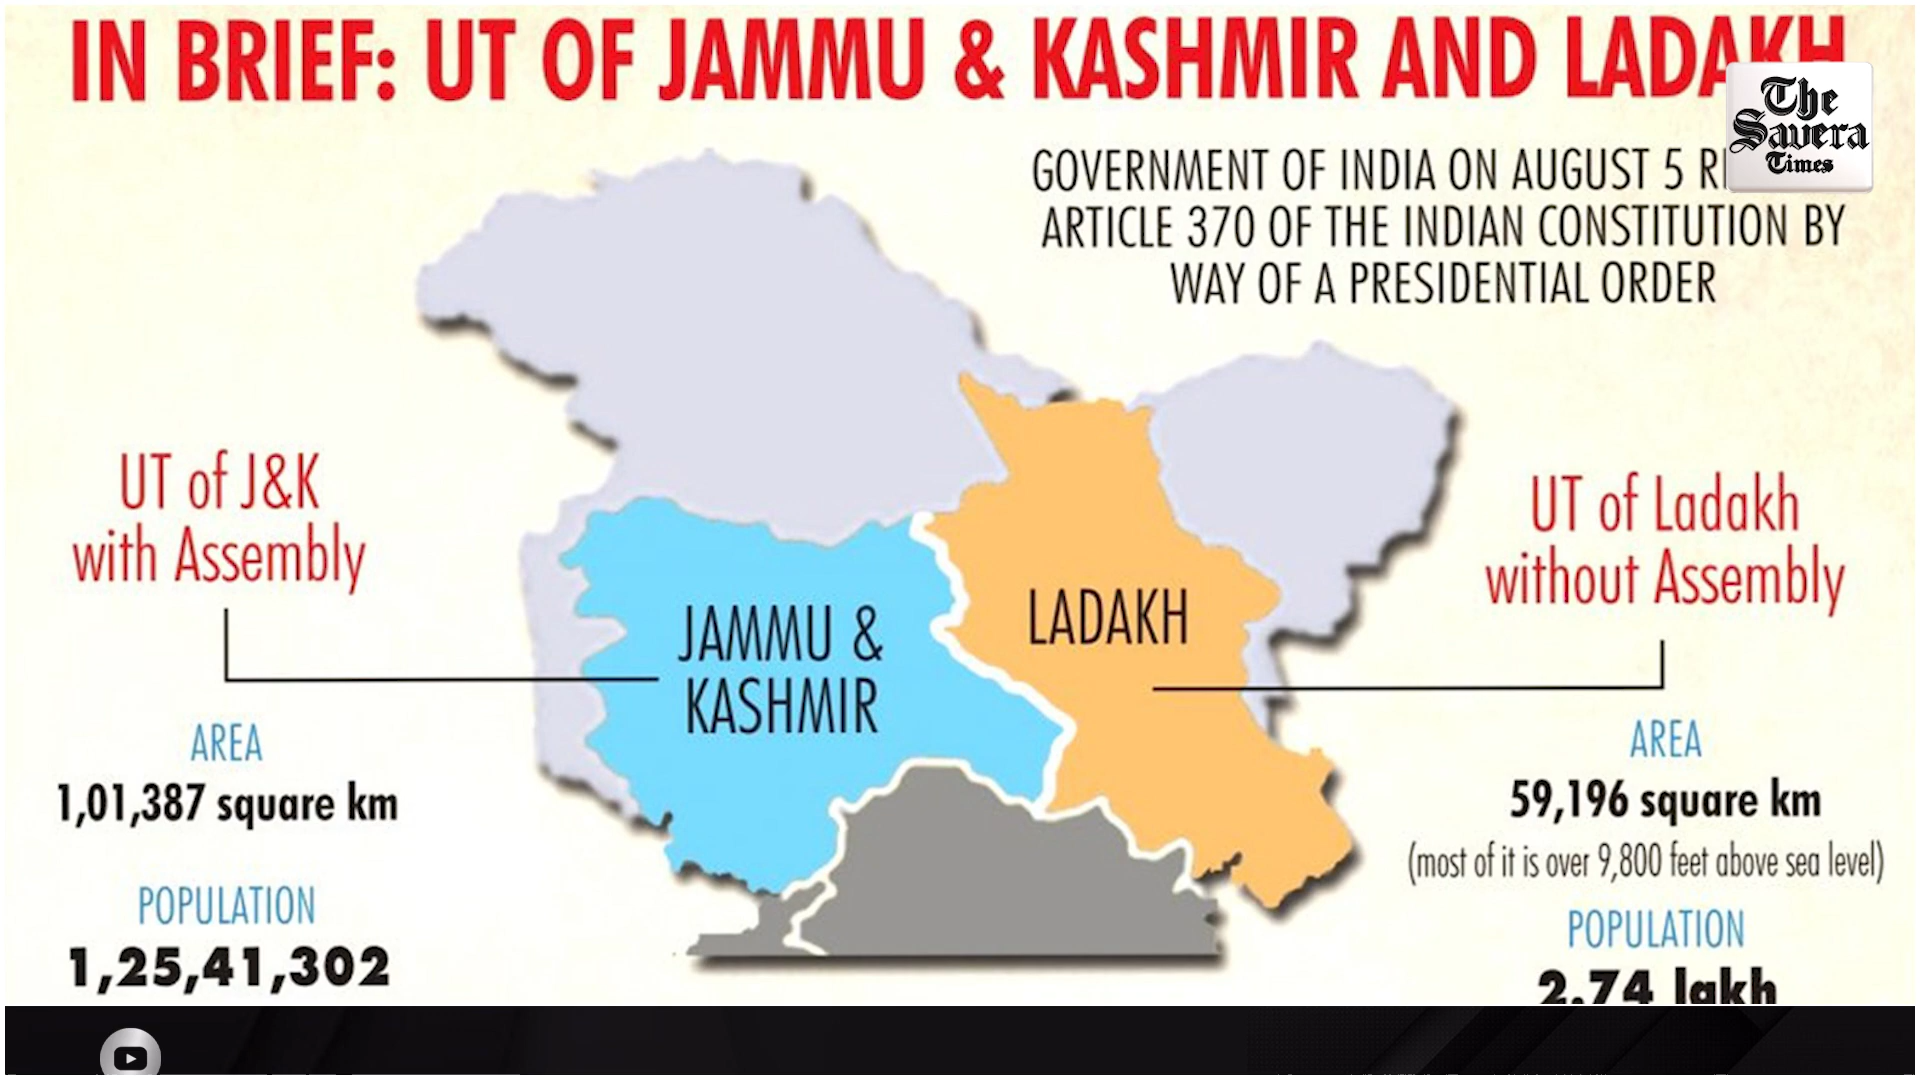 IN BRIEF: UT OF JAMMU & KASHMIR AND LADAKH
The
Savera
Times
GOVERNMENT OF INDIA ON AUGUST 5
ARTICLE 370 OF THE INDIAN CONSTITUTION BY
WAY OF A PRESIDENTIAL ORDER
UT of J&K
with Assembly
UT of Ladakh
without Assembly
JAMMU &
KASHMIR
LADAKH
AREA
1,01,387 square km
POPULATION
1,25,41,302
AREA
59,196 square km
(most of it is over 9,800 feet above sea level)
POPULATION
2.74 lakh